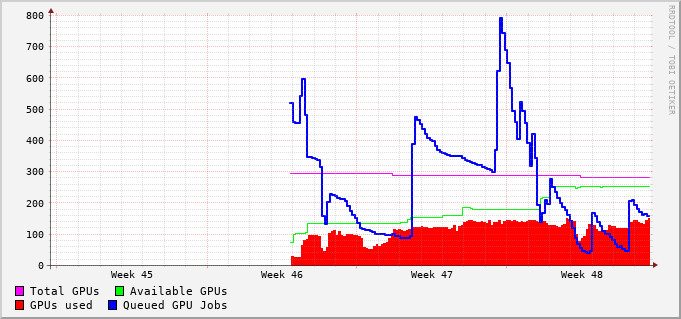 800
700
600
500
400
300
200
100
0
Week 45 Week 46 Week 47 Week 48
Total GPUs Available GPUs
GPUs used Queued GPU Jobs
RRDTOOL / TOBI OETIKER